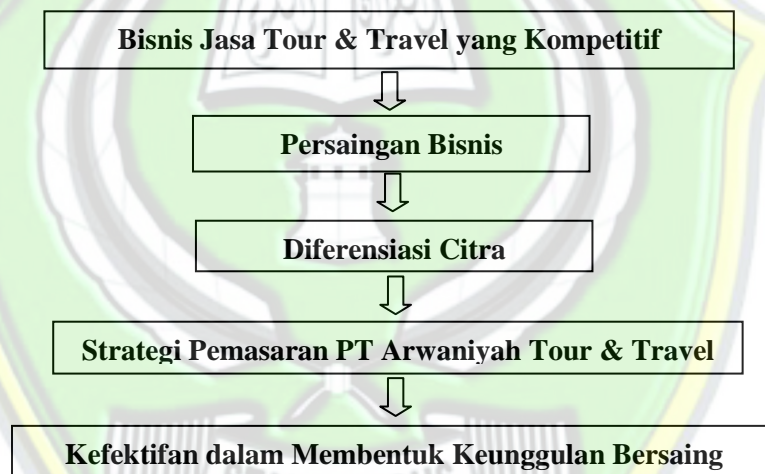 Bisnis Jasa Tour & Travel yang Kompetitif
Persaingan Bisnis
Diferensiasi Citra
Strategi Pemasaran PT Arwaniyah Tour & Travel
Kefektifan dalam Membentuk Keunggulan Bersaing